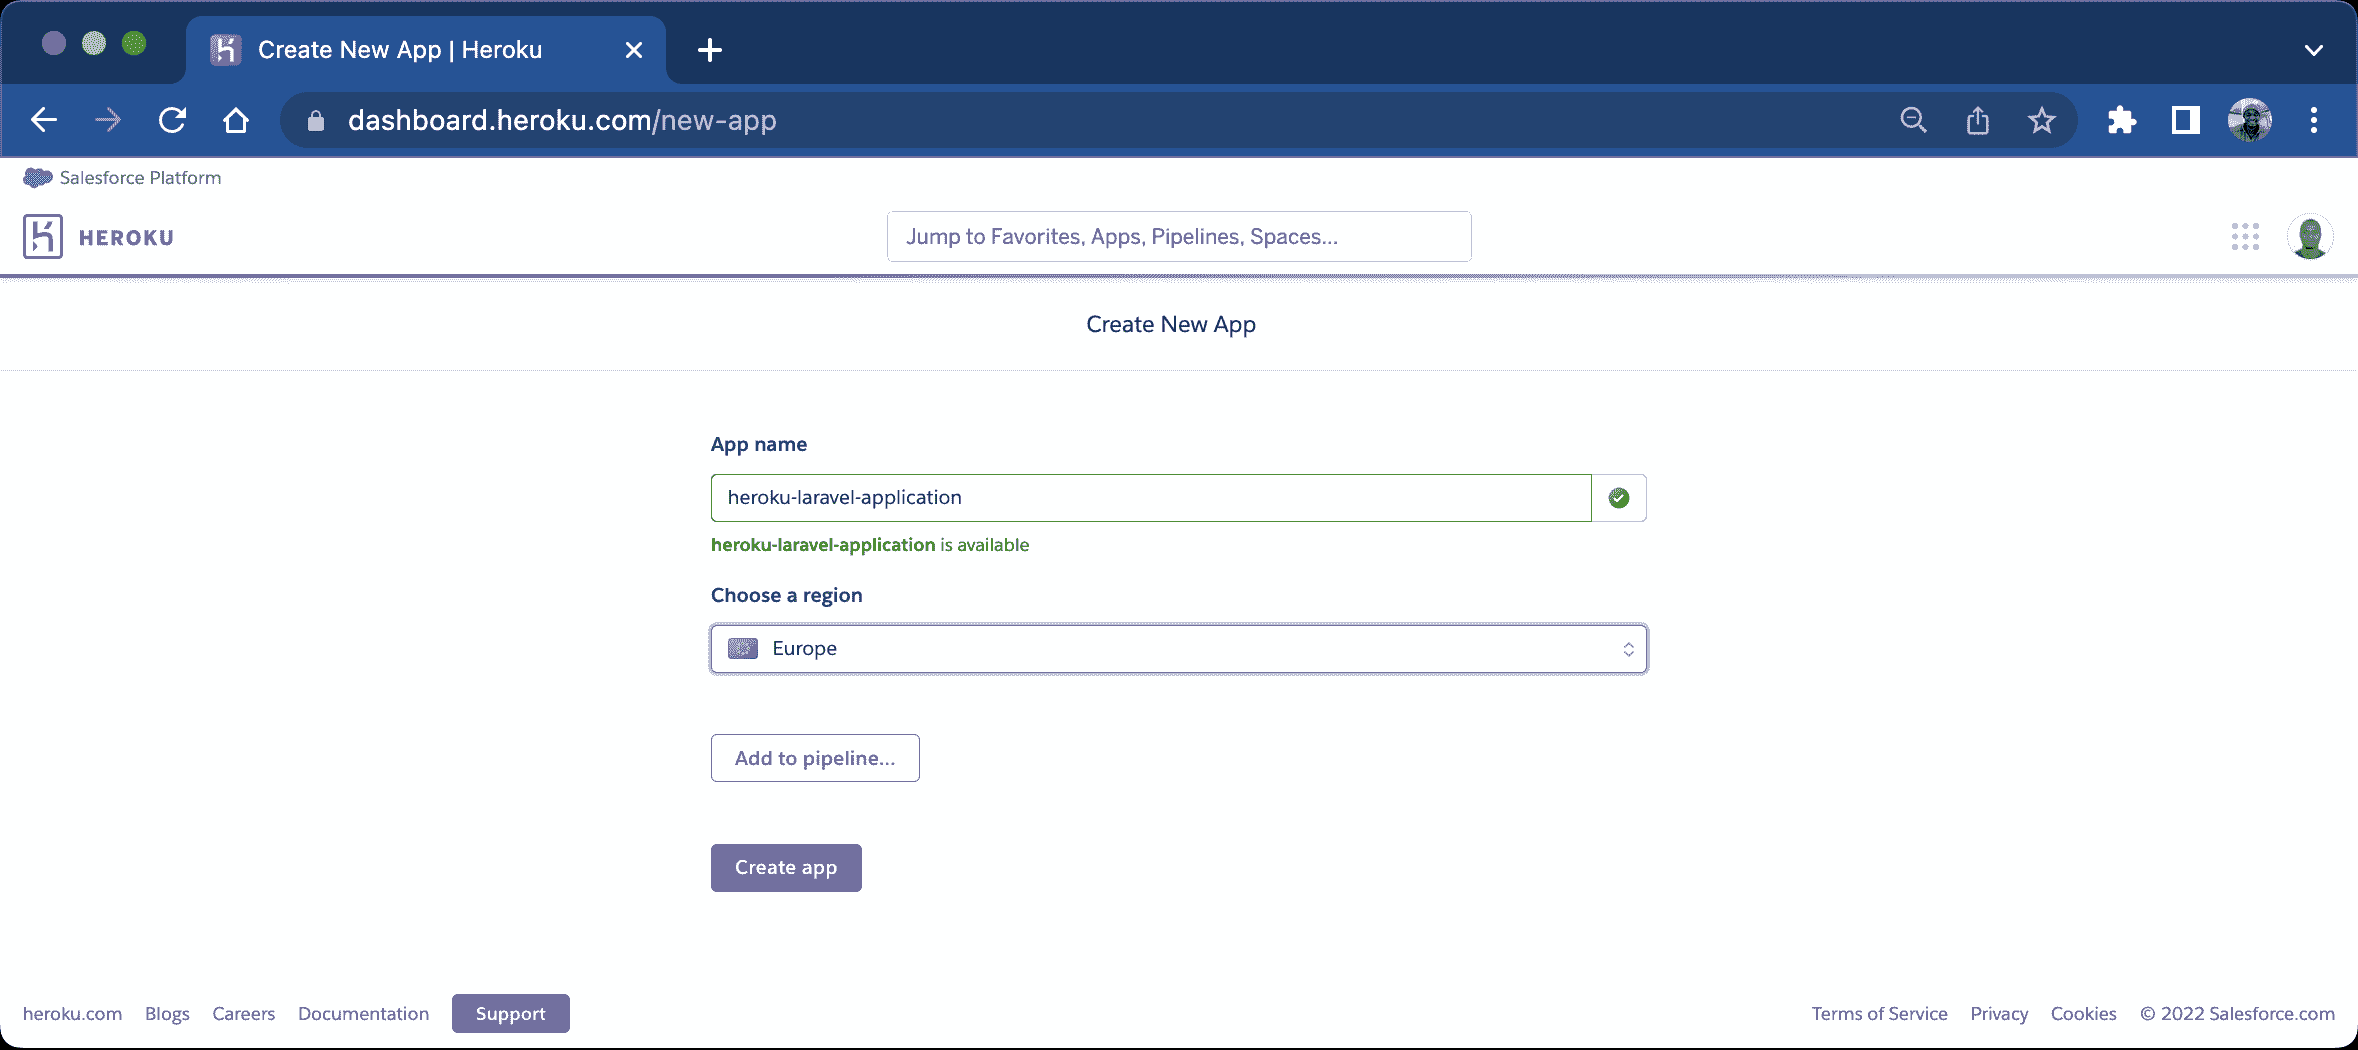 Create New App | Heroku
dashboard.heroku.com/new-app
Salesforce Platform
HEROKU
Jump to Favorites, Apps, Pipelines, Spaces...
Create New App
App name
heroku-laravel-application
heroku-laravel-application is available
Choose a region
Europe
Add to pipeline...
Create app
heroku.com Blogs Careers Documentation Support Terms of Service Privacy Cookies © 2022 Salesforce.com